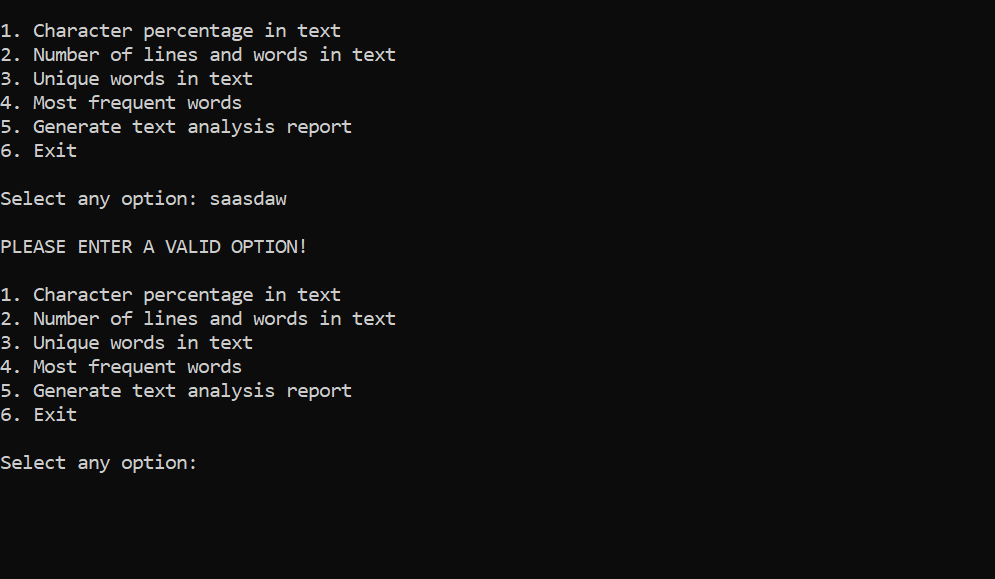 1. Character percentage in text
2. Number of lines and words in text
3. Unique words in text
4. Most frequent words
5. Generate text analysis report
6. Exit
Select any option: saasdaw
PLEASE ENTER A VALID OPTION!
1. Character percentage in text
2. Number of lines and words in text
3. Unique words in text
4. Most frequent words
5. Generate text analysis report
6. Exit
Select any option: